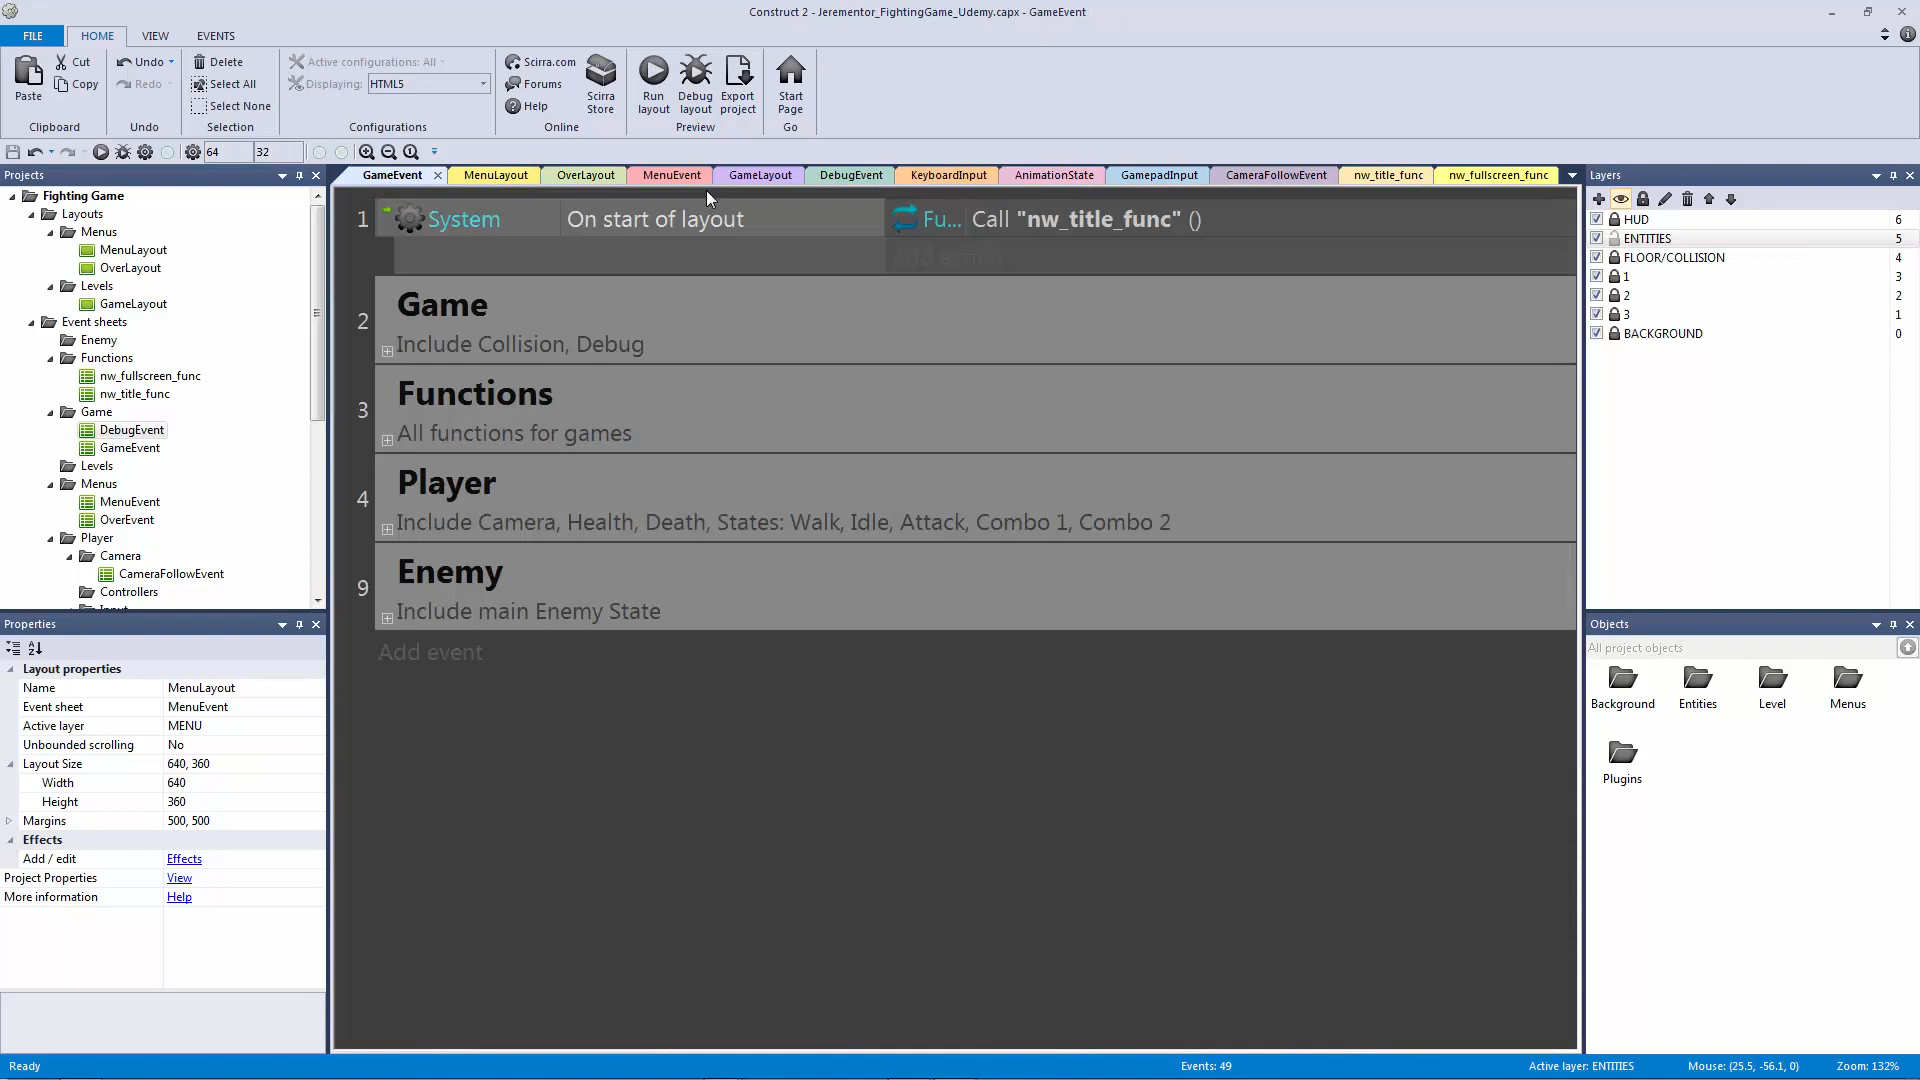 Construct 2 - Jerementor_FightingGame_Udemy.capx - GameEvent
FILE
HOME
VIEW
EVENTS
Paste
Cut
Copy
Clipboard
Undo
Redo
Undo
Delete
Select All
Select None
Selection
Active configurations: All
Displaying:
HTML5
Configurations
Scirra.com
Forums
Help
Scirra
Store
Online
Run
layout
Debug
layout
Export
project
Preview
Start
Page
Go
64
32
Projects
Fighting Game
Layouts
Menus
MenuLayout
OverLayout
Levels
GameLayout
Event sheets
Enemy
Functions
nw_fullscreen_func
nw_title_func
Game
DebugEvent
GameEvent
Levels
Menus
MenuEvent
OverEvent
Player
Camera
CameraFollowEvent
Controllers
Properties
Layout properties
Name MenuLayout
Event sheet MenuEvent
Active layer MENU
Unbounded scrolling No
Layout Size 640, 360
Width 640
Height 360
Margins 500, 500
Effects
Add / edit Effects
Project Properties View
More information Help
GameEvent
MenuLayout
OverLayout
MenuEvent
GameLayout
DebugEvent
KeyboardInput
AnimationState
GamepadInput
CameraFollowEvent
nw_title_func
nw_fullscreen_func
1 System On start of layout Fu... Call "nw_title_func" ()
Add action
2 Game
Include Collision, Debug
3 Functions
All functions for games
4 Player
Include Camera, Health, Death, States: Walk, Idle, Attack, Combo 1, Combo 2
9 Enemy
Include main Enemy State
Add event
Layers
HUD 6
ENTITIES 5
FLOOR/COLLISION 4
1 3
2 2
3 1
BACKGROUND 0
Objects
All project objects
Background
Entities
Level
Menus
Plugins
Ready
Events: 49
Active layer: ENTITIES
Mouse: (25.5, -56.1, 0)
Zoom: 132%